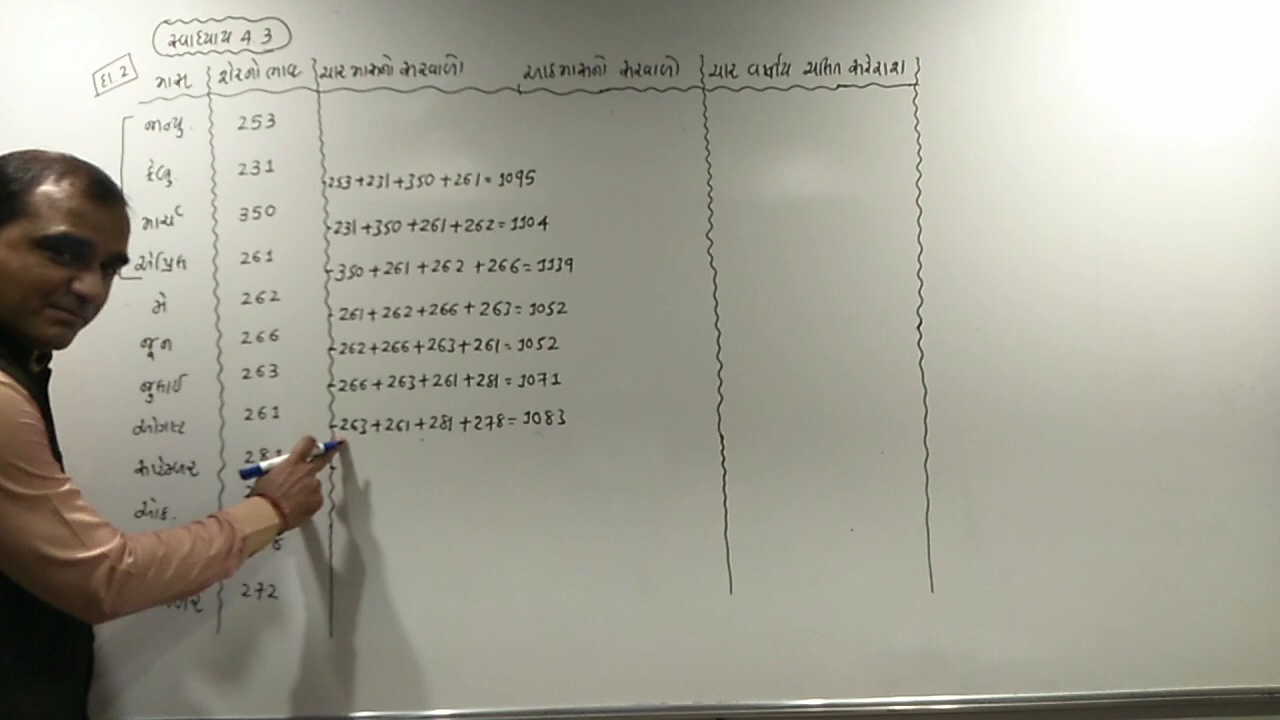 સ્વાધ્યાય 4.3
દા.2
માસ શેરનો ભાવ ચાર માસનો સરવાળો આઠ માસનો સરવાળો ચાર વર્ષીય ચલિત સરેરાશ
જાન્યુ. 253
ફેબ્રુ 231 253+231+350+261=1095
માર્ચ 350 231+350+261+262=1104
એપ્રિલ 261 350+261+262+266=1139
મે 262 261+262+266+263=1052
જૂન 266 262+266+263+261=1052
જુલાઈ 263 266+263+261+281=1071
ઓગષ્ટ 261 263+261+281+278=1083
સપ્ટેમ્બર
ઓક્ટ.
272